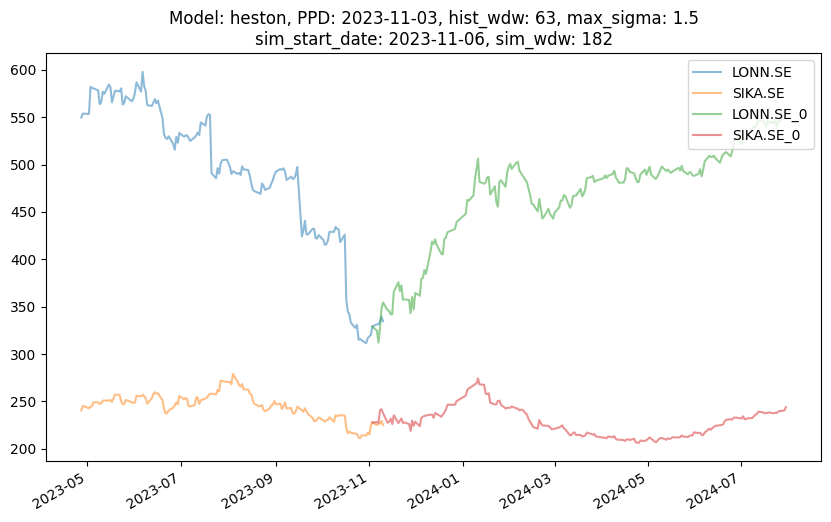 Model: heston, PPD: 2023-11-03, hist_wdw: 63, max_sigma: 1.5
sim_start_date: 2023-11-06, sim_wdw: 182
LONN.SE
SIKA.SE
LONN.SE_0
SIKA.SE_0
600
550
500
450
400
350
300
250
200
2023-05
2023-07
2023-09
2023-11
2024-01
2024-03
2024-05
2024-07